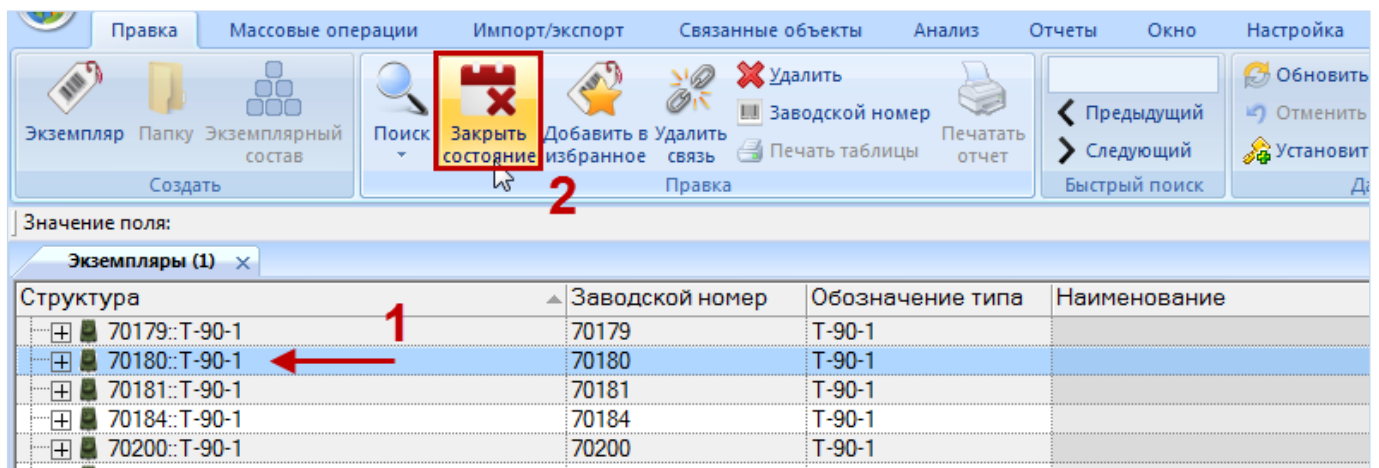 Правка Массовые операции Импорт/экспорт Связанные объекты Анализ Отчеты Окно Настройка
Экземпляр Папку Экземплярный состав
Создать
Поиск Закрыть состояние Добавить в избранное Удалить связь
Удалить
Заводской номер
Печать таблицы
Печатать отчет
Правка
Предыдущий
Следующий
Быстрый поиск
Обновить
Отменить
Установит
Да
2
Значение поля:
Экземпляры (1)
Структура Заводской номер Обозначение типа Наименование
1
70179::T-90-1 70179 T-90-1
70180::T-90-1 70180 T-90-1
70181::T-90-1 70181 T-90-1
70184::T-90-1 70184 T-90-1
70200::T-90-1 70200 T-90-1